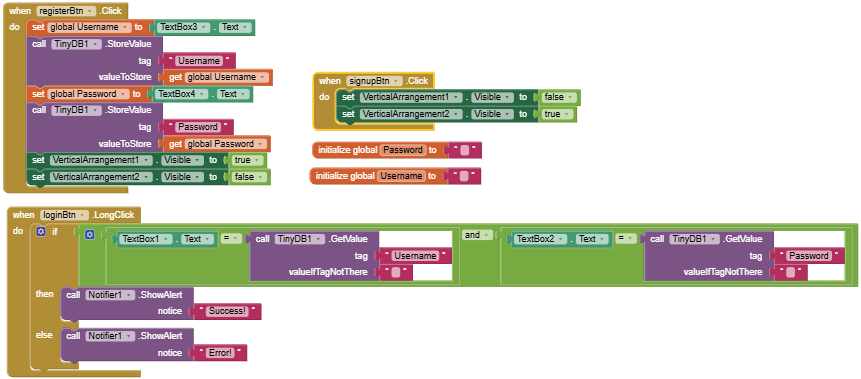 when registerBtn .Click
do set global Username to TextBox3 . Text
call TinyDB1 .StoreValue
tag " Username "
valueToStore get global Username
set global Password to TextBox4 . Text
call TinyDB1 .StoreValue
tag " Password "
valueToStore get global Password
set VerticalArrangement1 . Visible to true
set VerticalArrangement2 . Visible to false
when signupBtn .Click
do set VerticalArrangement1 . Visible to false
set VerticalArrangement2 . Visible to true
initialize global Password to " "
initialize global Username to " "
when loginBtn .LongClick
do if TextBox1 . Text = call TinyDB1 .GetValue and TextBox2 . Text = call TinyDB1 .GetValue
tag " Username " tag " Password "
valueIfTagNotThere " " valueIfTagNotThere " "
then call Notifier1 .ShowAlert
notice " Success! "
else call Notifier1 .ShowAlert
notice " Error! "